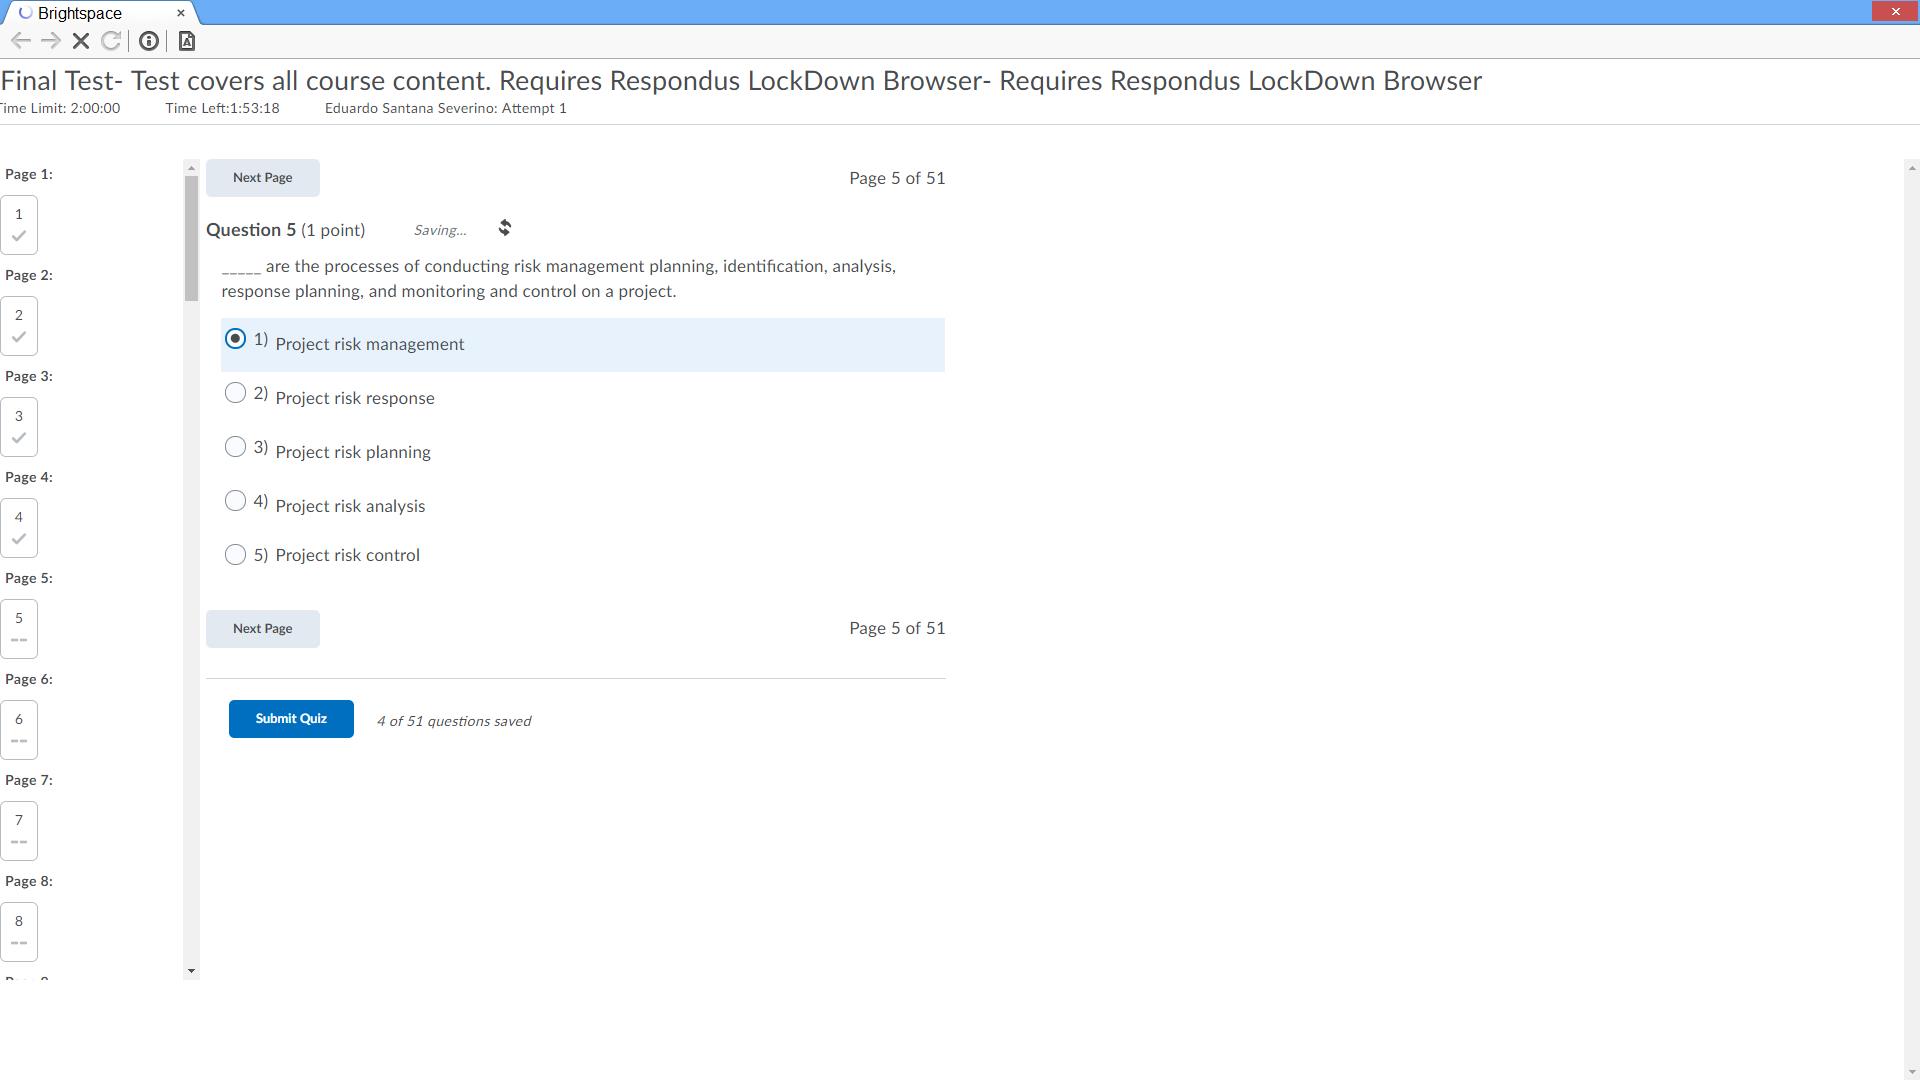 Brightspace
Final Test- Test covers all course content. Requires Respondus LockDown Browser- Requires Respondus LockDown Browser
Time Limit: 2:00:00 Time Left:1:53:18 Eduardo Santana Severino: Attempt 1
Page 1:
1
Page 2:
2
Page 3:
3
Page 4:
4
Page 5:
5
--
Page 6:
6
--
Page 7:
7
--
Page 8:
8
--
Next Page Page 5 of 51
Question 5 (1 point) Saving...
_____ are the processes of conducting risk management planning, identification, analysis,
response planning, and monitoring and control on a project.
1) Project risk management
2) Project risk response
3) Project risk planning
4) Project risk analysis
5) Project risk control
Next Page Page 5 of 51
Submit Quiz 4 of 51 questions saved